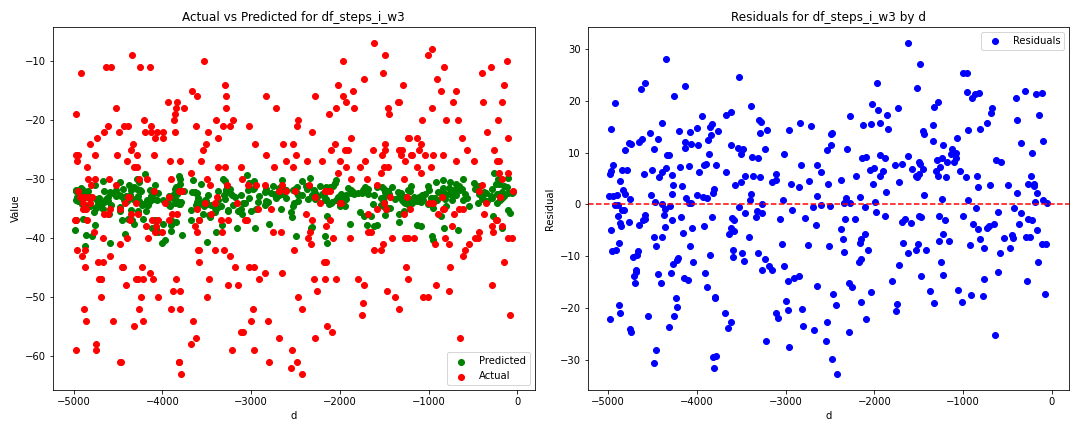 Actual vs Predicted for df_steps_i_w3
Value
−10
−20
−30
−40
−50
−60
−5000 −4000 −3000 −2000 −1000 0
d
Predicted
Actual
Residuals for df_steps_i_w3 by d
Residual
30
20
10
0
−10
−20
−30
−5000 −4000 −3000 −2000 −1000 0
d
Residuals